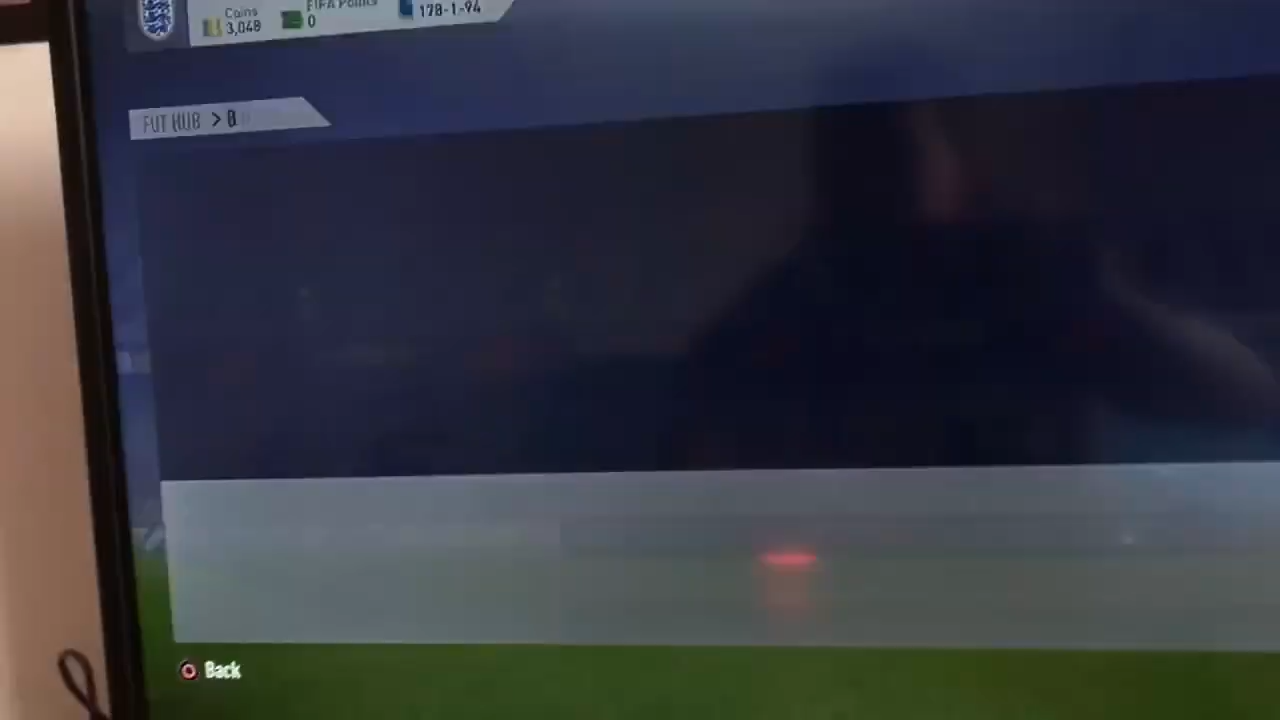 Coins
3,048
FIFA Points
0
178-1-94
FUT HUB > B
Back